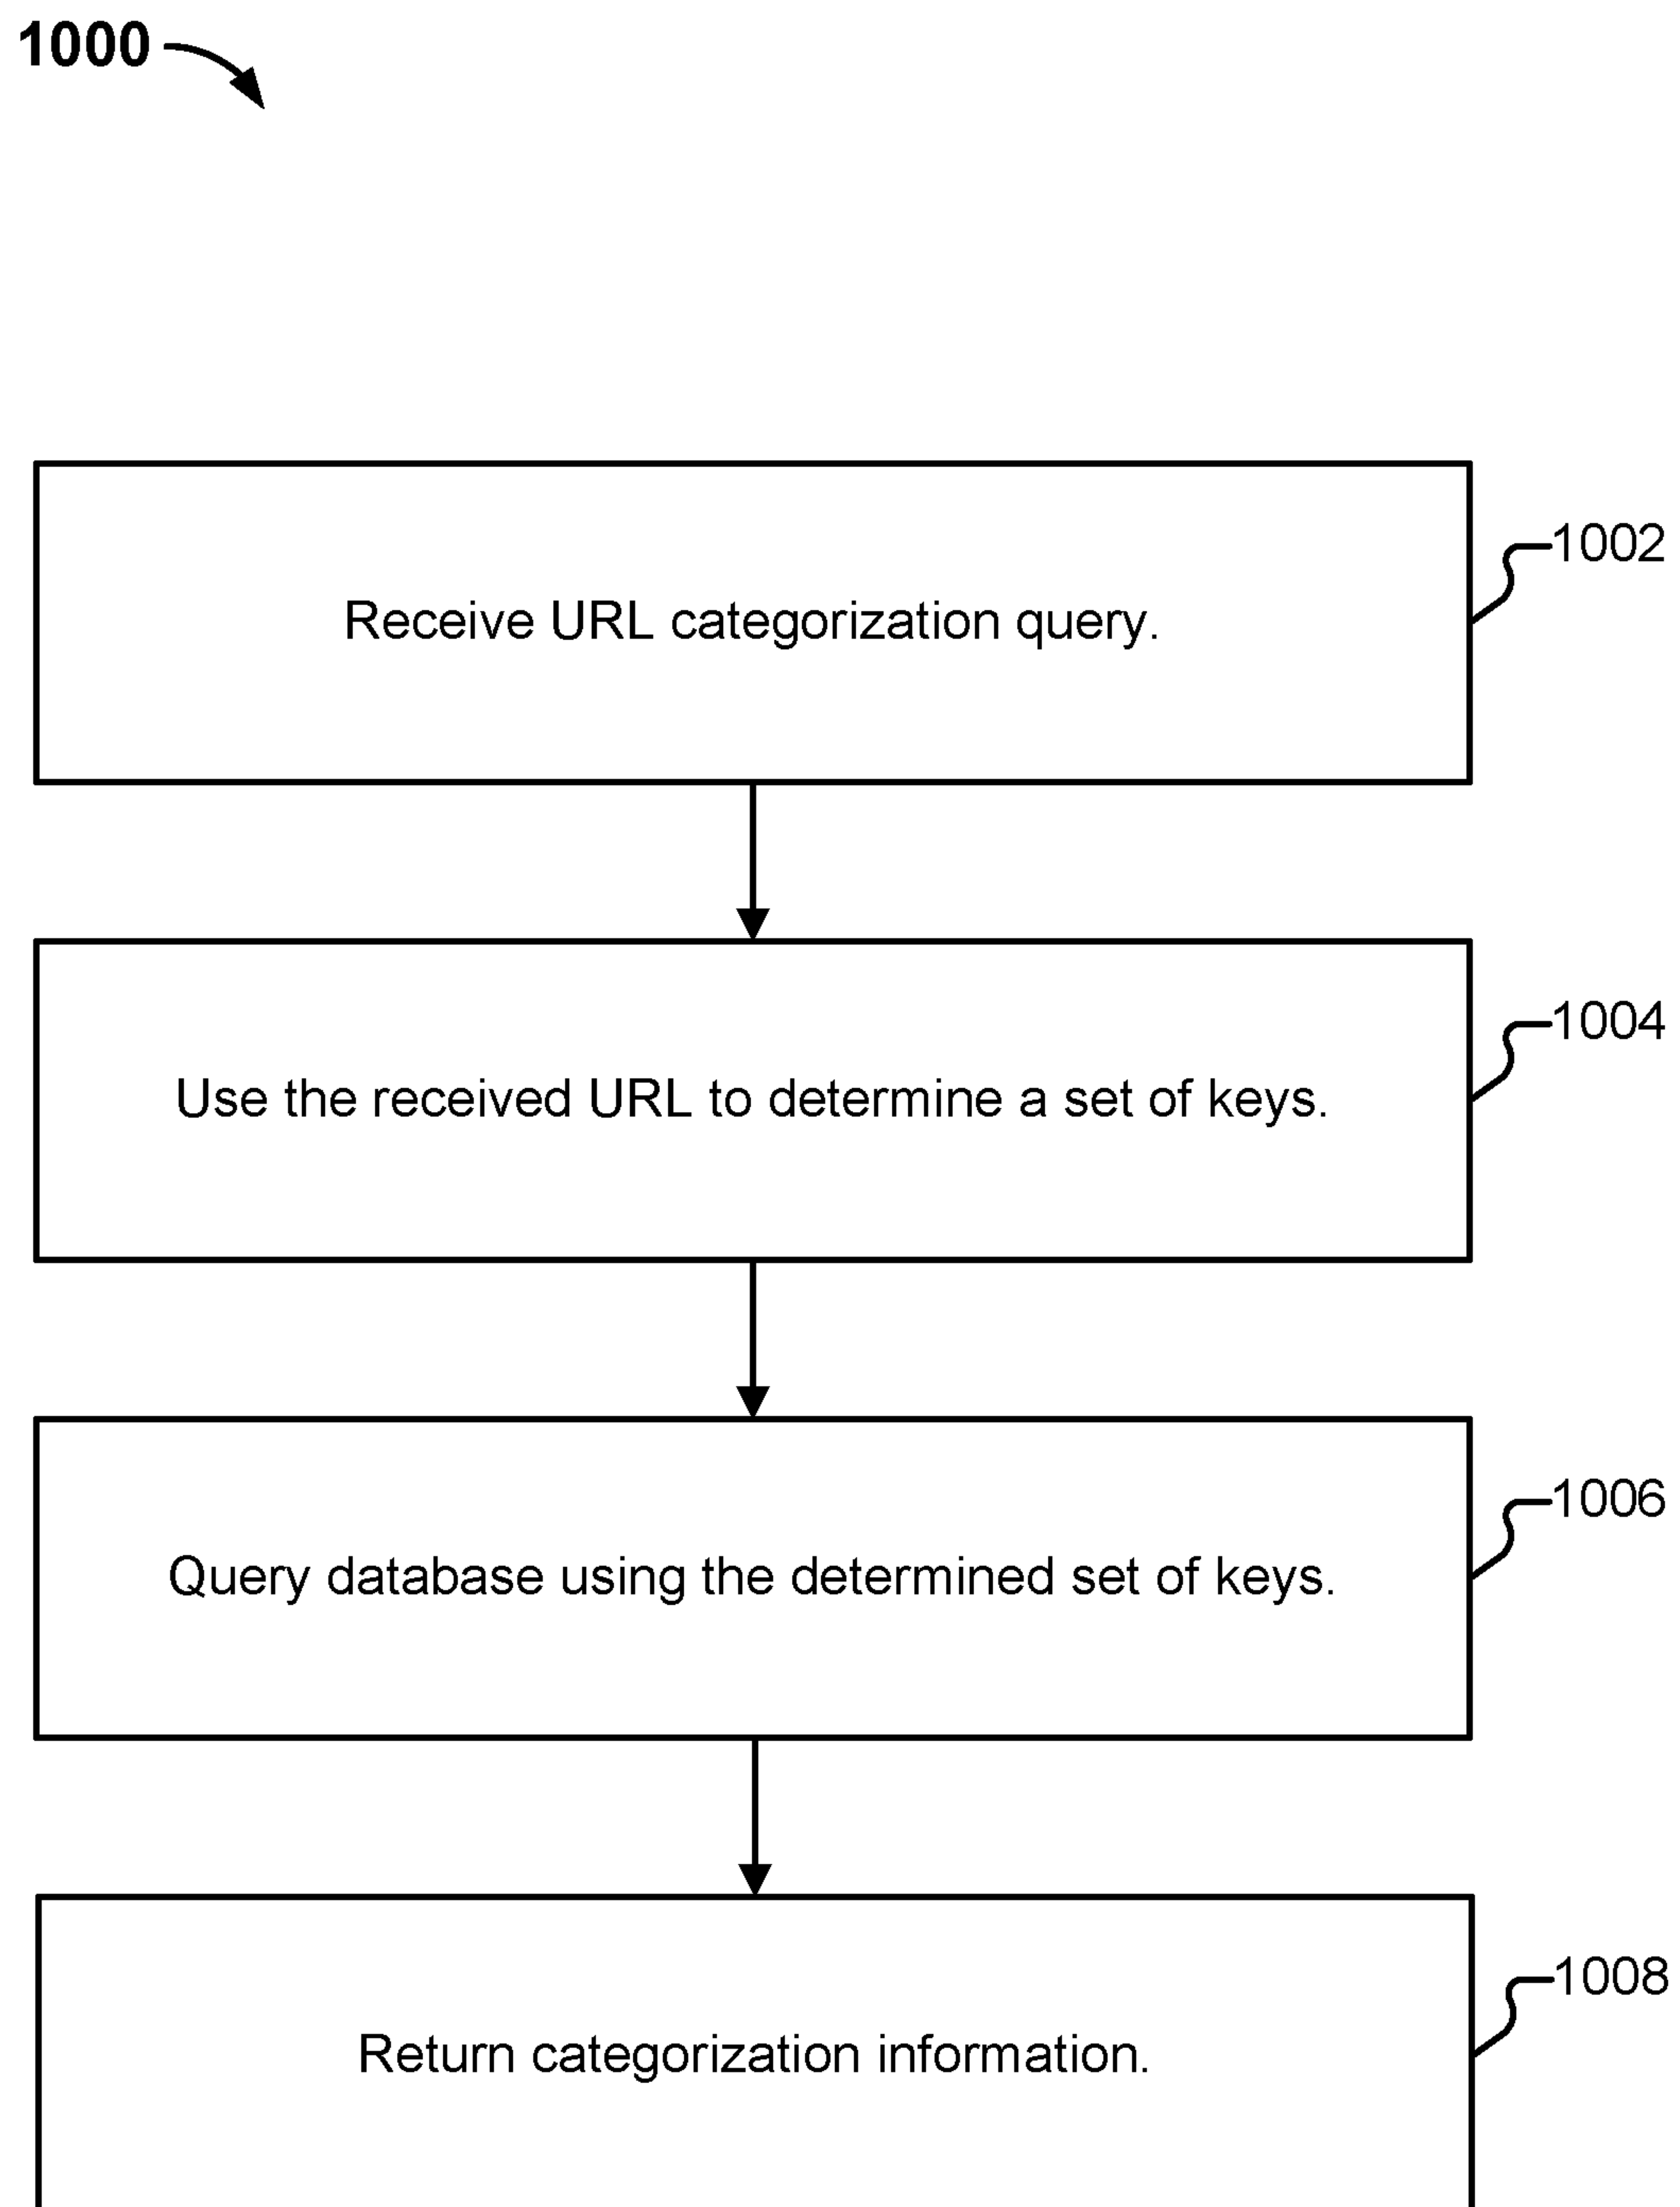 1000
Receive URL categorization query.
1002
Use the received URL to determine a set of keys.
1004
Query database using the determined set of keys.
1006
Return categorization information.
1008